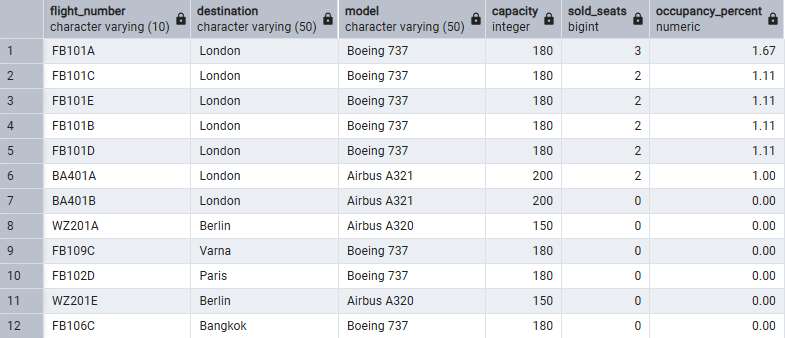 flight_number destination model capacity sold_seats occupancy_percent
character varying (10) character varying (50) character varying (50) integer bigint numeric
1 FB101A London Boeing 737 180 3 1.67
2 FB101C London Boeing 737 180 2 1.11
3 FB101E London Boeing 737 180 2 1.11
4 FB101B London Boeing 737 180 2 1.11
5 FB101D London Boeing 737 180 2 1.11
6 BA401A London Airbus A321 200 2 1.00
7 BA401B London Airbus A321 200 0 0.00
8 WZ201A Berlin Airbus A320 150 0 0.00
9 FB109C Varna Boeing 737 180 0 0.00
10 FB102D Paris Boeing 737 180 0 0.00
11 WZ201E Berlin Airbus A320 150 0 0.00
12 FB106C Bangkok Boeing 737 180 0 0.00